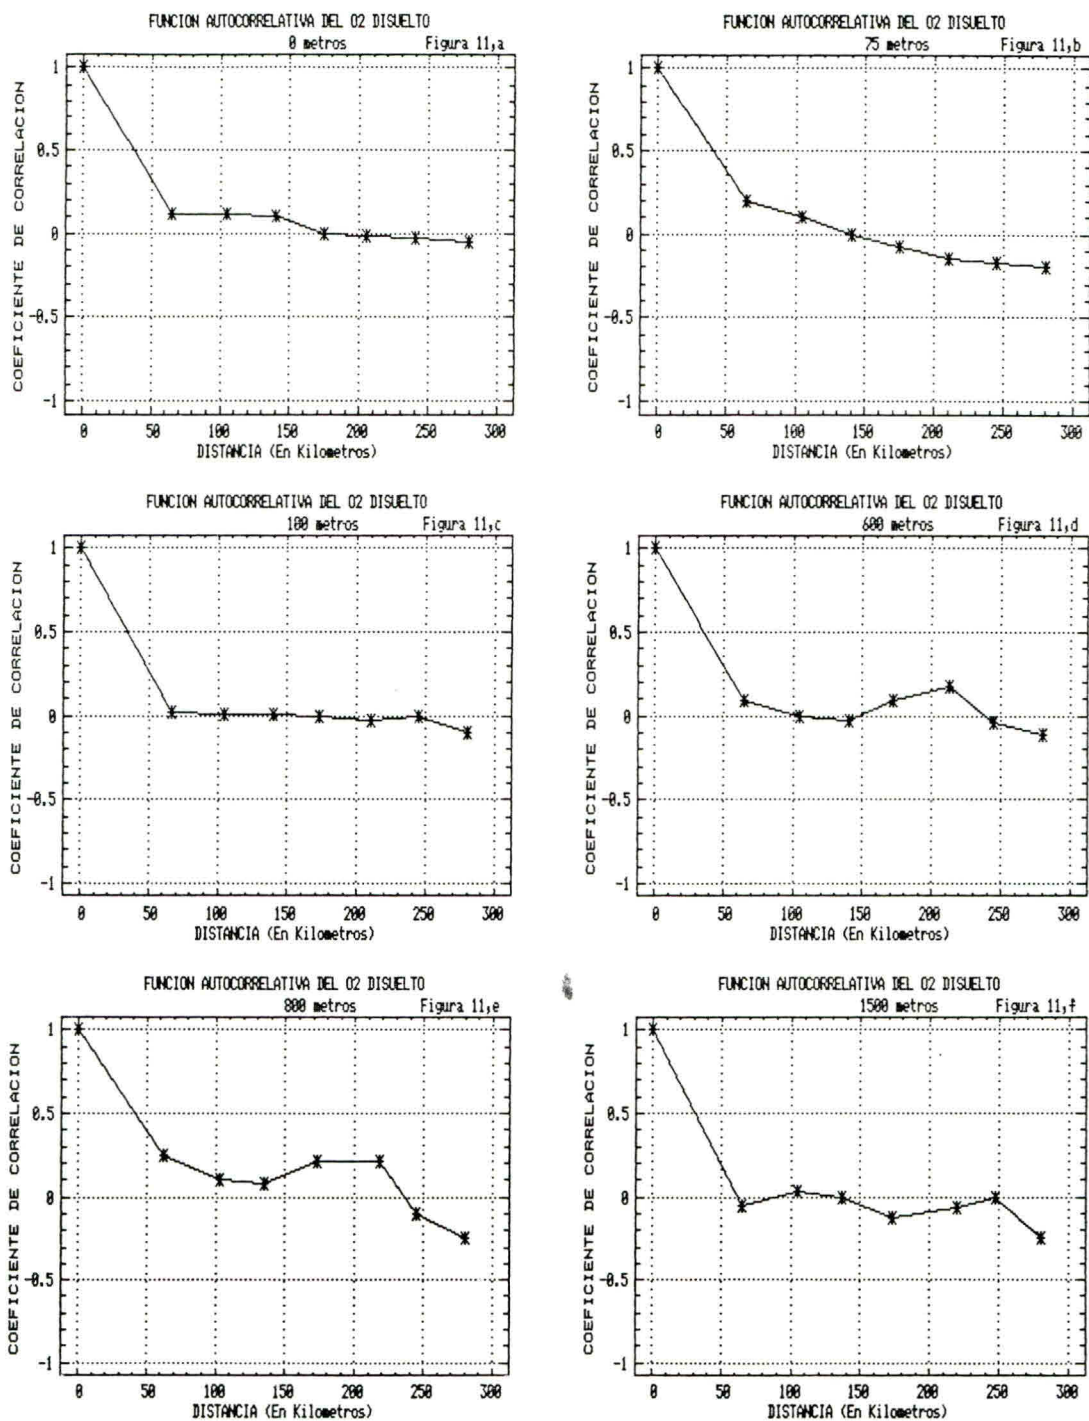 FUNCION AUTOCORRELATIVA DEL O2 DISUELTO
0 metros Figura 11,a
COEFICIENTE DE CORRELACION
1
0.5
0
-0.5
-1
0 50 100 150 200 250 300
DISTANCIA (En Kilometros)
FUNCION AUTOCORRELATIVA DEL O2 DISUELTO
75 metros Figura 11,b
COEFICIENTE DE CORRELACION
1
0.5
0
-0.5
-1
0 50 100 150 200 250 300
DISTANCIA (En Kilometros)
FUNCION AUTOCORRELATIVA DEL O2 DISUELTO
100 metros Figura 11,c
COEFICIENTE DE CORRELACION
1
0.5
0
-0.5
-1
0 50 100 150 200 250 300
DISTANCIA (En Kilometros)
FUNCION AUTOCORRELATIVA DEL O2 DISUELTO
600 metros Figura 11,d
COEFICIENTE DE CORRELACION
1
0.5
0
-0.5
-1
0 50 100 150 200 250 300
DISTANCIA (En Kilometros)
FUNCION AUTOCORRELATIVA DEL O2 DISUELTO
800 metros Figura 11,e
COEFICIENTE DE CORRELACION
1
0.5
0
-0.5
-1
0 50 100 150 200 250 300
DISTANCIA (En Kilometros)
FUNCION AUTOCORRELATIVA DEL O2 DISUELTO
1500 metros Figura 11,f
COEFICIENTE DE CORRELACION
1
0.5
0
-0.5
-1
0 50 100 150 200 250 300
DISTANCIA (En Kilometros)